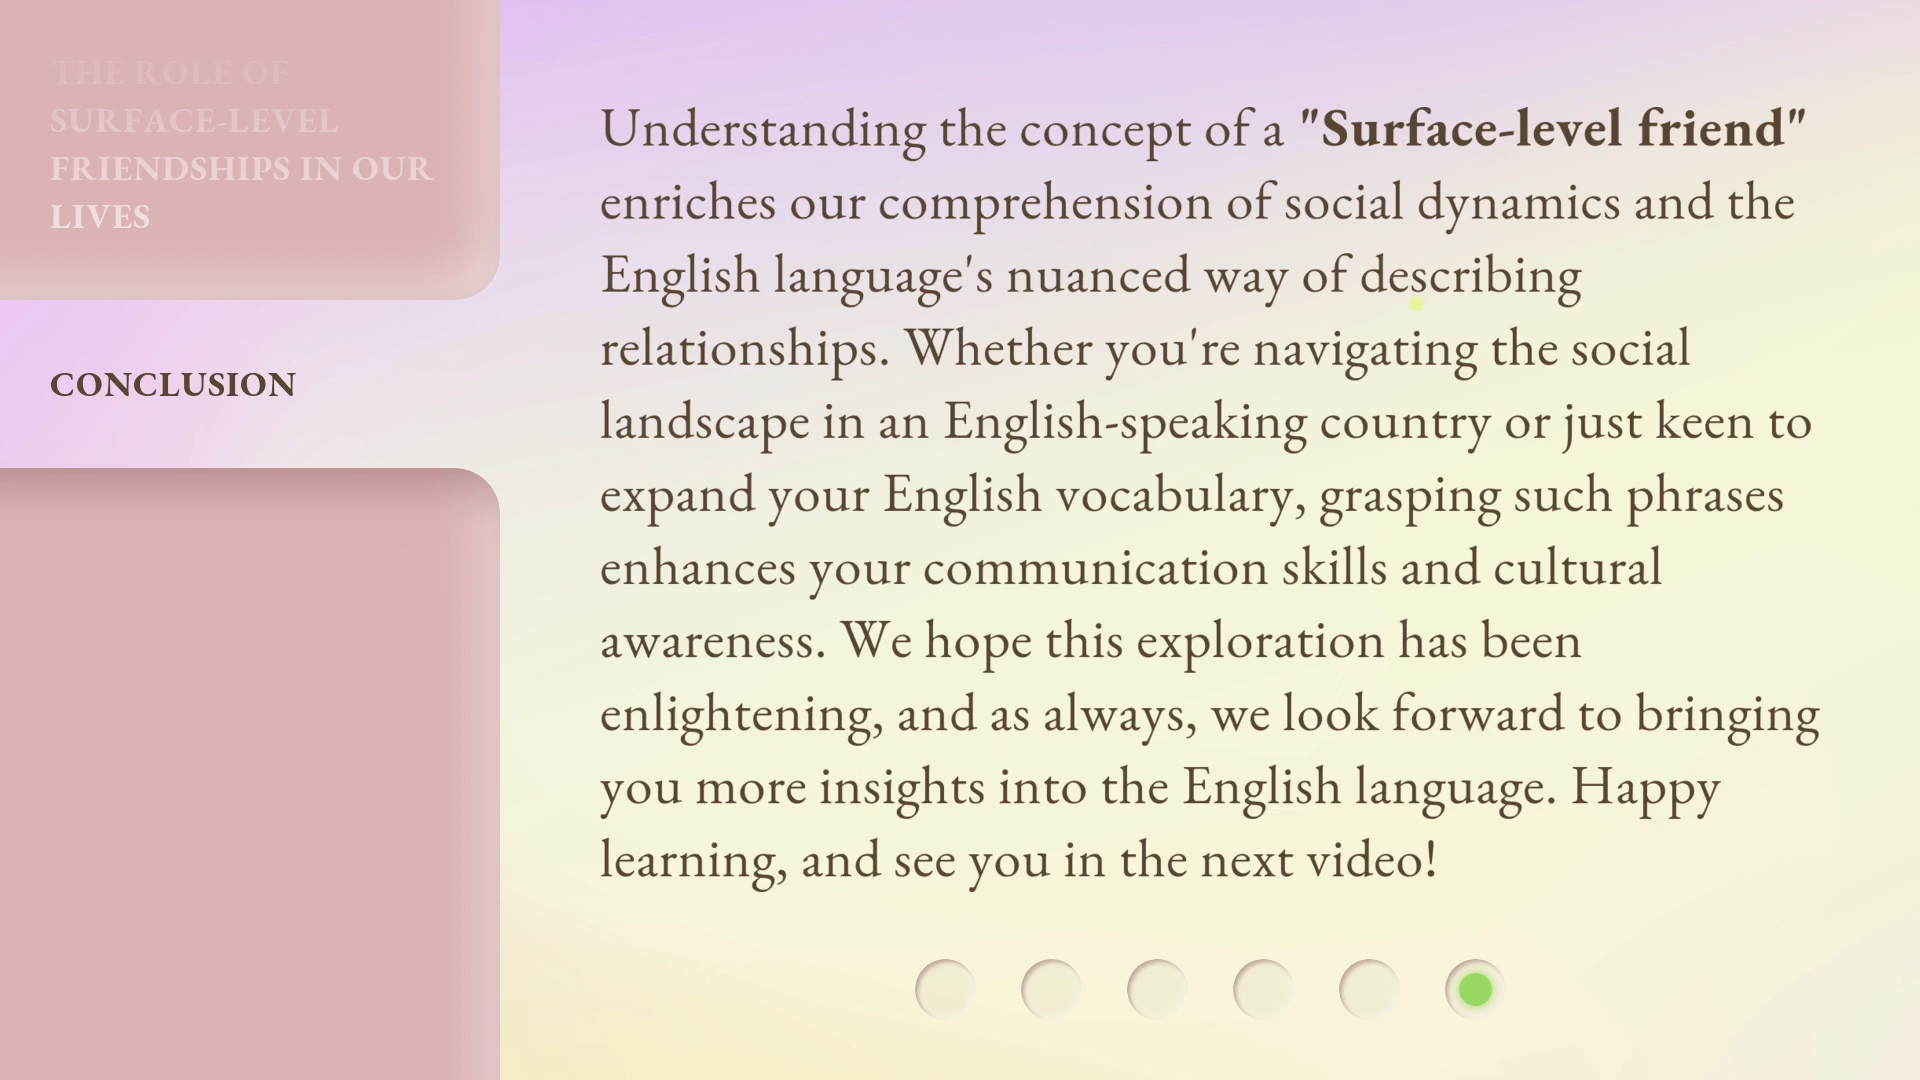 THE ROLE OF
SURFACE-LEVEL
FRIENDSHIPS IN OUR
LIVES
CONCLUSION
Understanding the concept of a "Surface-level friend"
enriches our comprehension of social dynamics and the
English language's nuanced way of describing
relationships. Whether you're navigating the social
landscape in an English-speaking country or just keen to
expand your English vocabulary, grasping such phrases
enhances your communication skills and cultural
awareness. We hope this exploration has been
enlightening, and as always, we look forward to bringing
you more insights into the English language. Happy
learning, and see you in the next video!